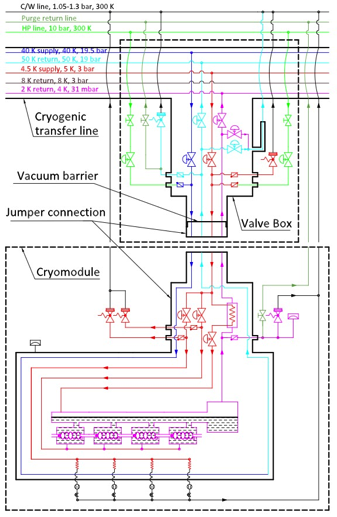 C/W line, 1.05-1.3 bar, 300 K
Purge return line
HP line, 10 bar, 300 K
40 K supply, 40 K, 19.5 bar
50 K return, 50 K, 19 bar
4.5 K supply, 5 K, 3 bar
8 K return, 8 K, 3 bar
2 K return, 4 K, 31 mbar
Cryogenic
transfer line
Vacuum barrier
Jumper connection
Valve Box
Cryomodule